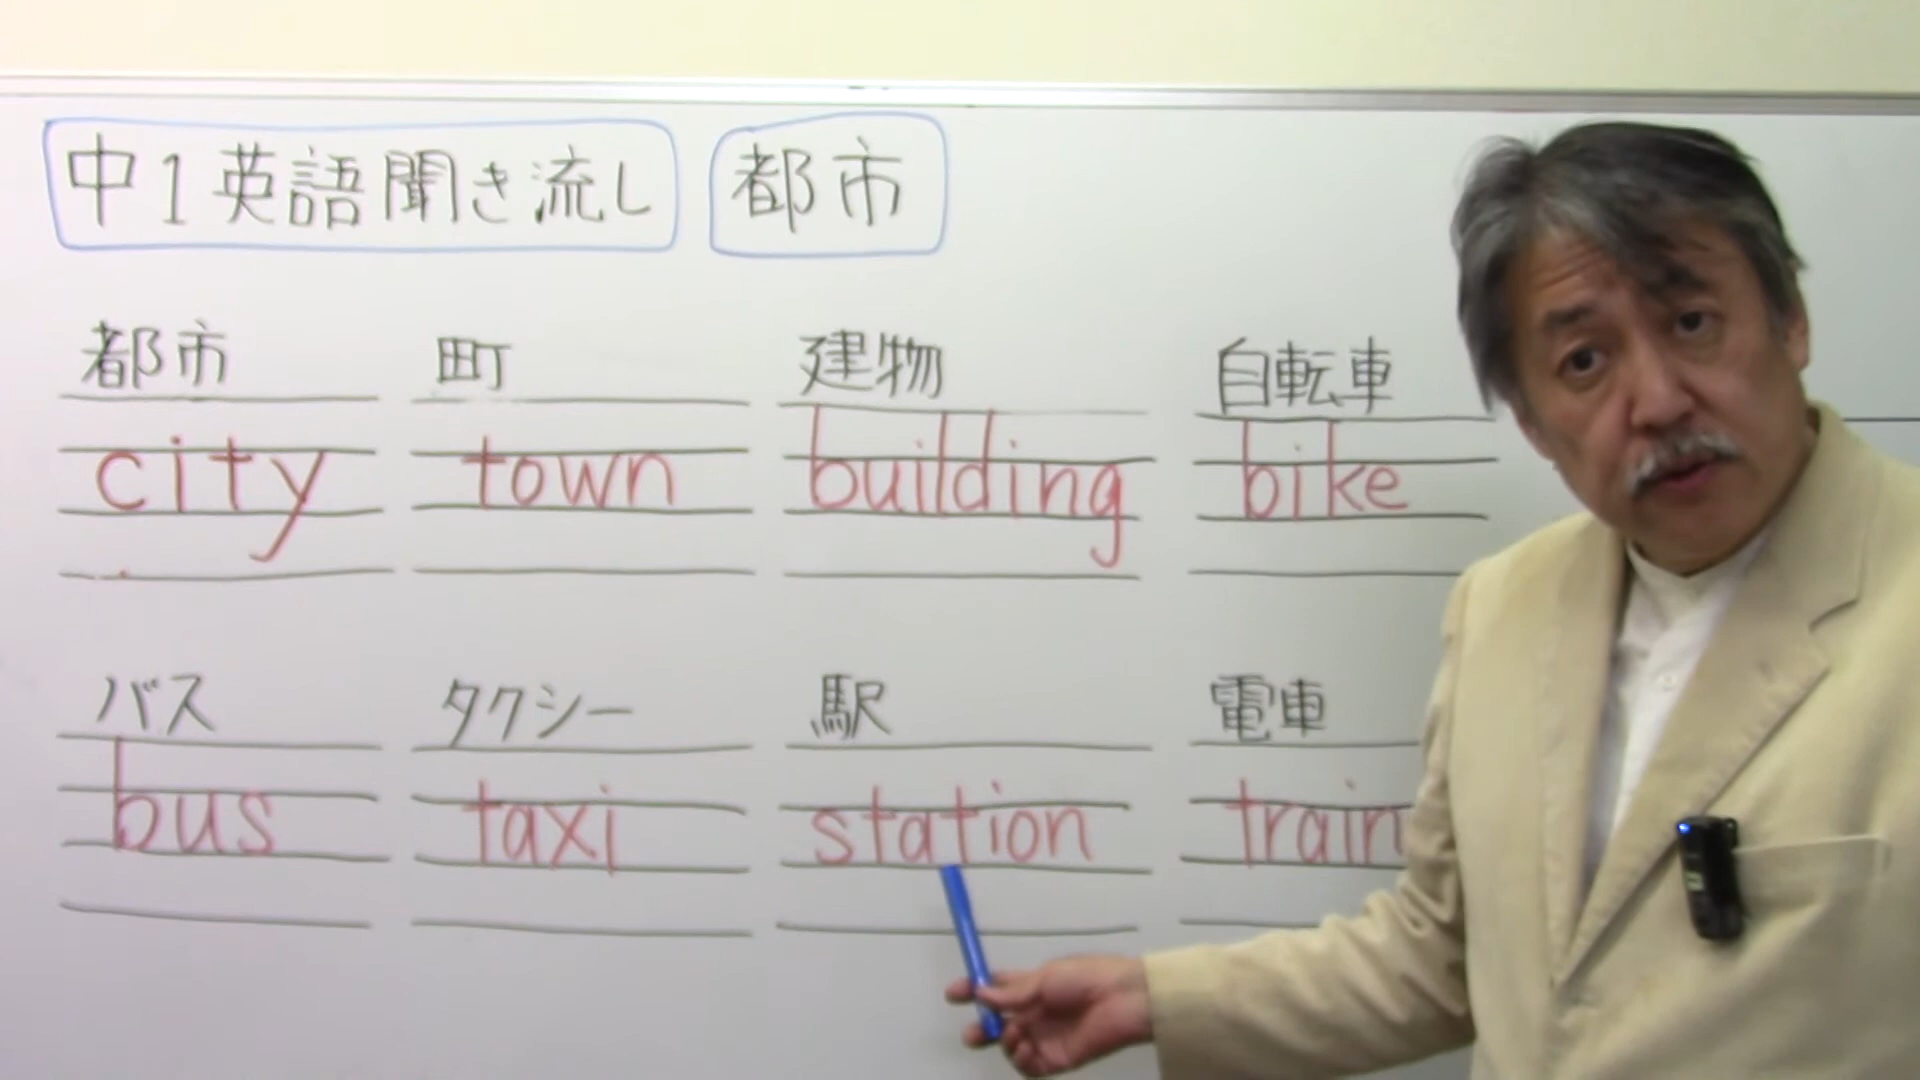 中1英語聞き流し 都市
都市 町 建物 自転車
city town building bike
バス タクシー 駅 電車
bus taxi station train